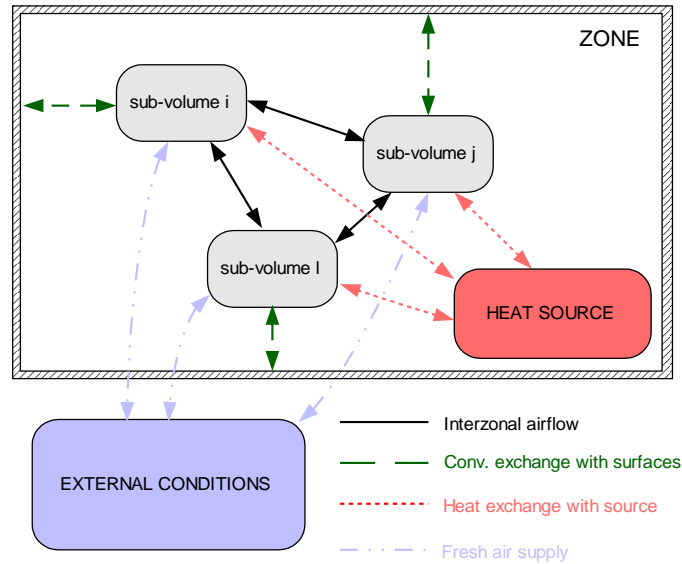 ZONE
sub-volume i
sub-volume j
sub-volume l
HEAT SOURCE
EXTERNAL CONDITIONS
Interzonal airflow
Conv. exchange with surfaces
Heat exchange with source
Fresh air supply